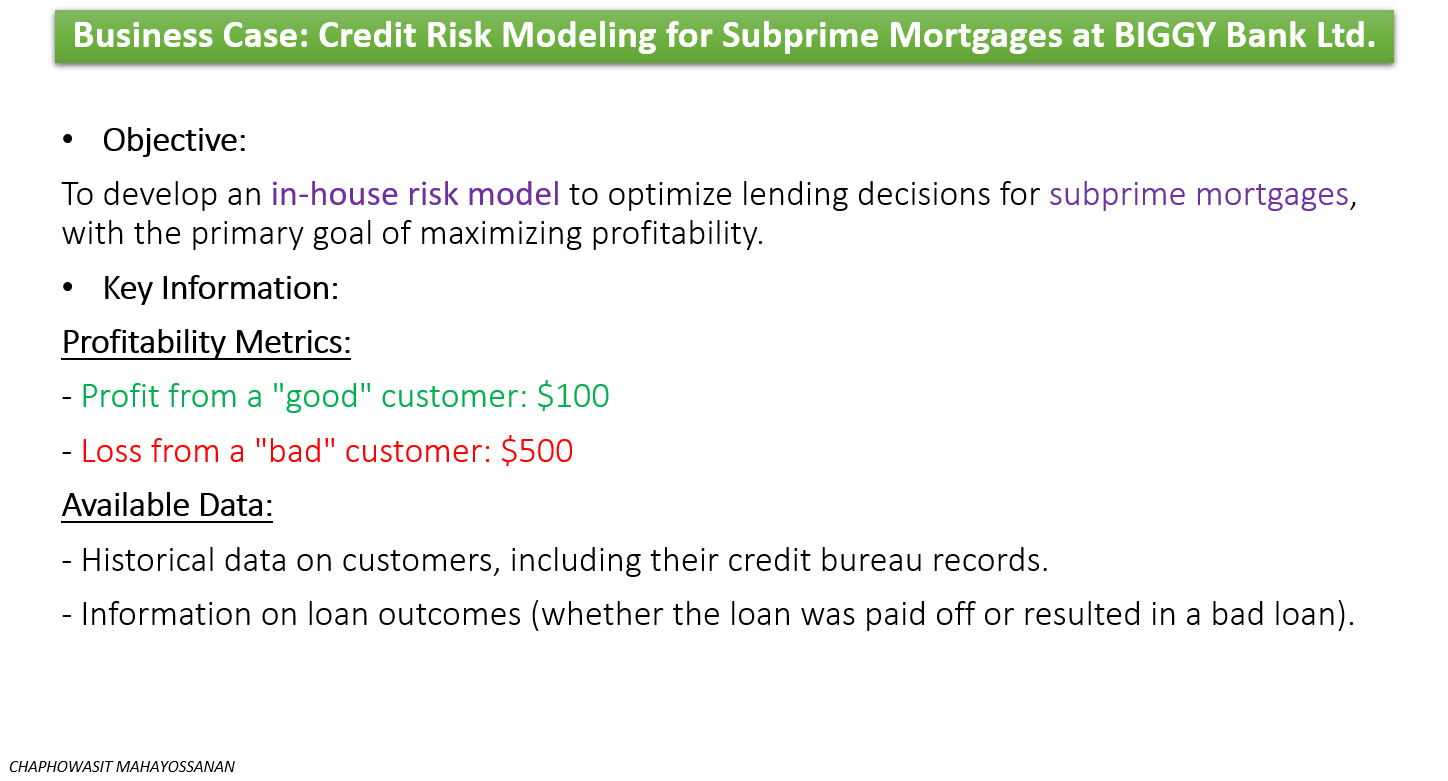 Business Case: Credit Risk Modeling for Subprime Mortgages at BIGGY Bank Ltd.
• Objective:
To develop an in-house risk model to optimize lending decisions for subprime mortgages,
with the primary goal of maximizing profitability.
• Key Information:
Profitability Metrics:
- Profit from a "good" customer: $100
- Loss from a "bad" customer: $500
Available Data:
- Historical data on customers, including their credit bureau records.
- Information on loan outcomes (whether the loan was paid off or resulted in a bad loan).
CHAPHOWASIT MAHAYOSSANAN